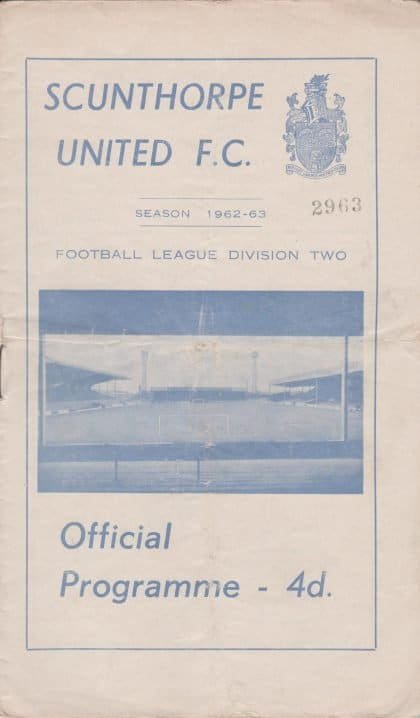 SCUNTHORPE
UNITED F.C.
SEASON 1962-63
2963
FOOTBALL LEAGUE DIVISION TWO
Official
Programme - 4d.